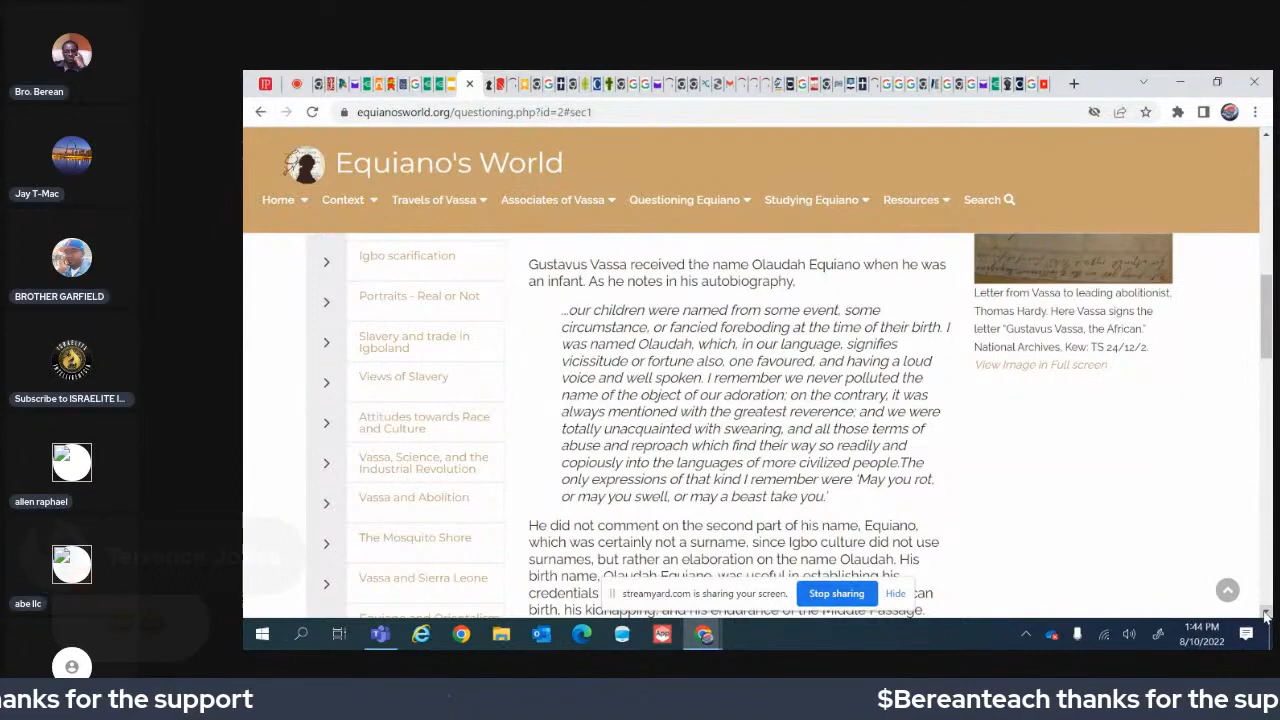 Bro. Berean
Jay T-Mac
BROTHER GARFIELD
Subscribe to ISRAELITE I...
allen raphael
abe llc
equianosworld.org/questioning.php?id=2#sec1
Equiano's World
Home Context Travels of Vassa Associates of Vassa Questioning Equiano Studying Equiano Resources Search
Igbo scarification
Portraits - Real or Not
Slavery and trade in
Igboland
Views of Slavery
Attitudes towards Race
and Culture
Vassa, Science, and the
Industrial Revolution
Vassa and Abolition
The Mosquito Shore
Vassa and Sierra Leone
Equiano and Orientalism
Gustavus Vassa received the name Olaudah Equiano when he was
an infant. As he notes in his autobiography,
...our children were named from some event, some
circumstance, or fancied foreboding at the time of their birth. I
was named Olaudah, which, in our language, signifies
vicissitude or fortune also, one favoured, and having a loud
voice and well spoken. I remember we never polluted the
name of the object of our adoration; on the contrary, it was
always mentioned with the greatest reverence; and we were
totally unacquainted with swearing, and all those terms of
abuse and reproach which find their way so readily and
copiously into the languages of more civilized people.The
only expressions of that kind I remember were 'May you rot,
or may you swell, or may a beast take you.'
He did not comment on the second part of his name, Equiano,
which was certainly not a surname, since Igbo culture did not use
surnames, but rather an elaboration on the name Olaudah. His
birth name, Olaudah Equiano, was useful in establishing his
credentials
birth, his kidnapping, and his endurance of the Middle Passage.
Letter from Vassa to leading abolitionist,
Thomas Hardy. Here Vassa signs the
letter "Gustavus Vassa, the African."
National Archives, Kew: TS 24/12/2.
View Image in Full screen
streamyard.com is sharing your screen. Stop sharing Hide
1:44 PM
8/10/2022
hanks for the support $Bereanteach thanks for the sup